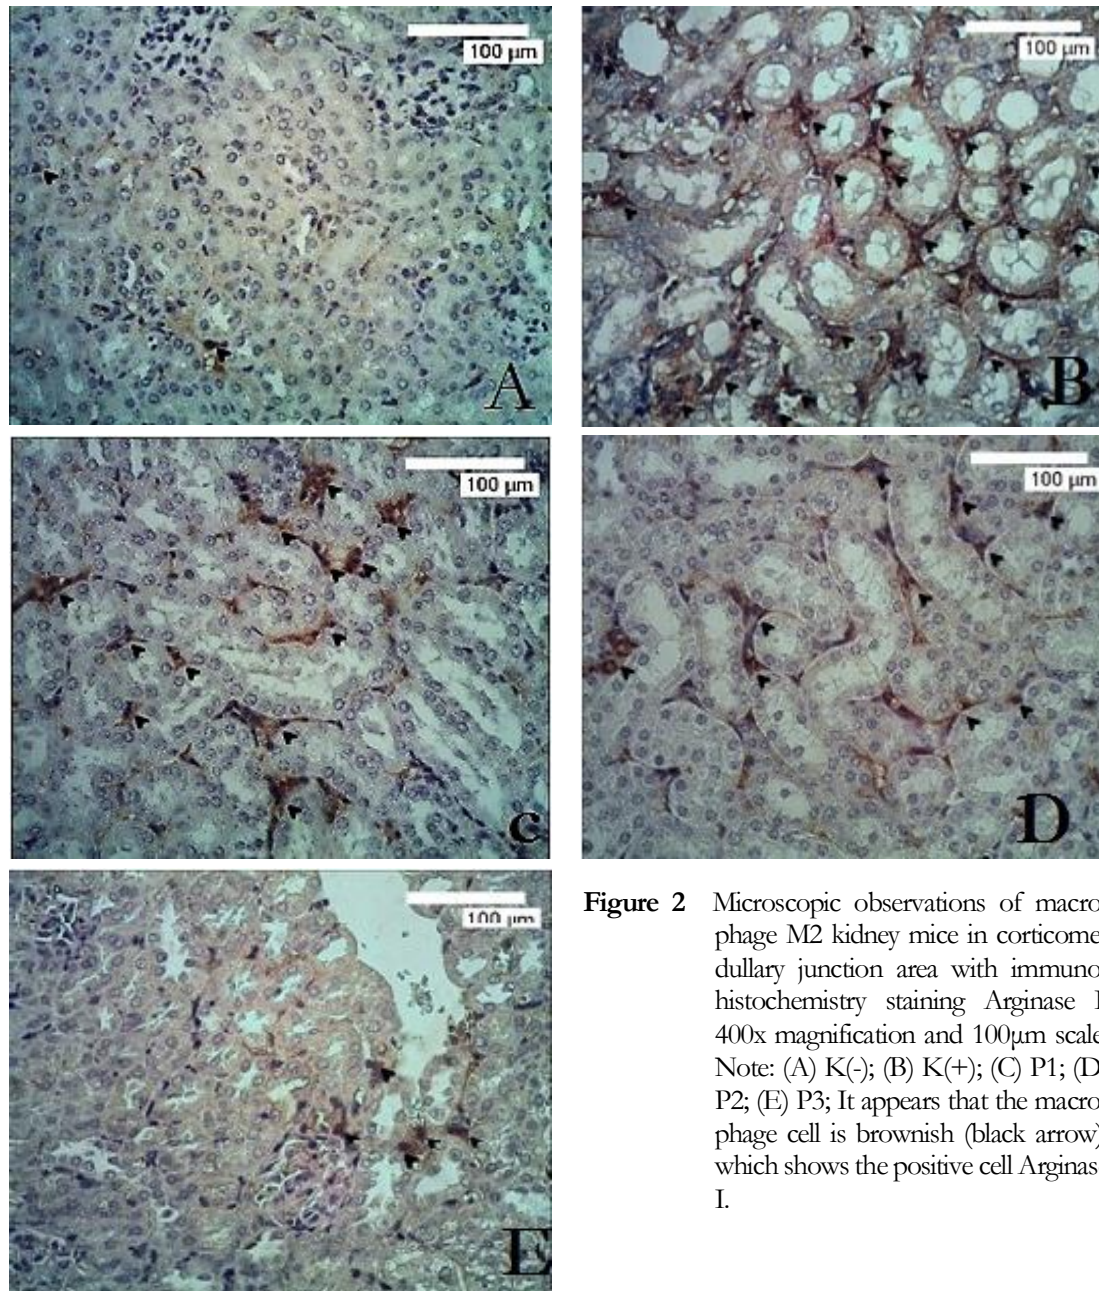 100 µm
A
100 µm
B
100 µm
C
100 µm
D
100 µm
E
Figure 2 Microscopic observations of macro
phage M2 kidney mice in corticome
dullary junction area with immuno
histochemistry staining Arginase I
400x magnification and 100µm scale
Note: (A) K(-); (B) K(+); (C) P1; (D
P2; (E) P3; It appears that the macro
phage cell is brownish (black arrow)
which shows the positive cell Arginas
I.